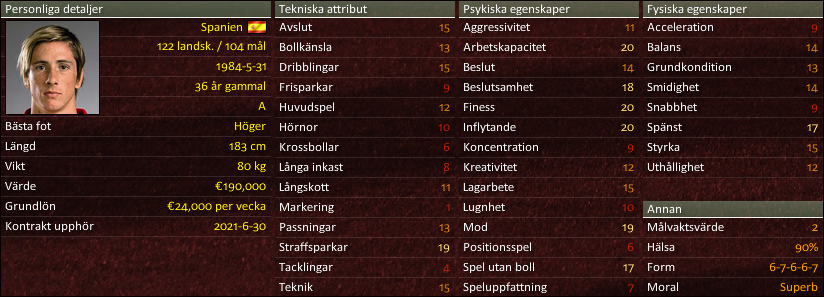 Personliga detaljer
Spanien
122 landsk. / 104 mål
1984-5-31
36 år gammal
A
Bästa fot Höger
Längd 183 cm
Vikt 80 kg
Värde €190,000
Grundlön €24,000 per vecka
Kontrakt upphör 2021-6-30
Tekniska attribut
Avslut 15
Bollkänsla 13
Dribblingar 15
Frisparkar 9
Huvudspel 12
Hörnor 10
Krossbollar 6
Långa inkast 8
Långskott 11
Markering 1
Passningar 13
Straffsparkar 19
Tacklingar 4
Teknik 15
Psykiska egenskaper
Aggressivitet 11
Arbetskapacitet 20
Beslut 14
Beslutsamhet 18
Finess 20
Inflytande 20
Koncentration 9
Kreativitet 12
Lagarbete 15
Lugnhet 10
Mod 19
Positionsspel 6
Spel utan boll 17
Speluppfattning 7
Fysiska egenskaper
Acceleration 9
Balans 14
Grundkondition 13
Smidighet 14
Snabbhet 9
Spänst 17
Styrka 15
Uthållighet 12
Annan
Målvaktsvärde 2
Hälsa 90%
Form 6-7-6-6-7
Moral Superb